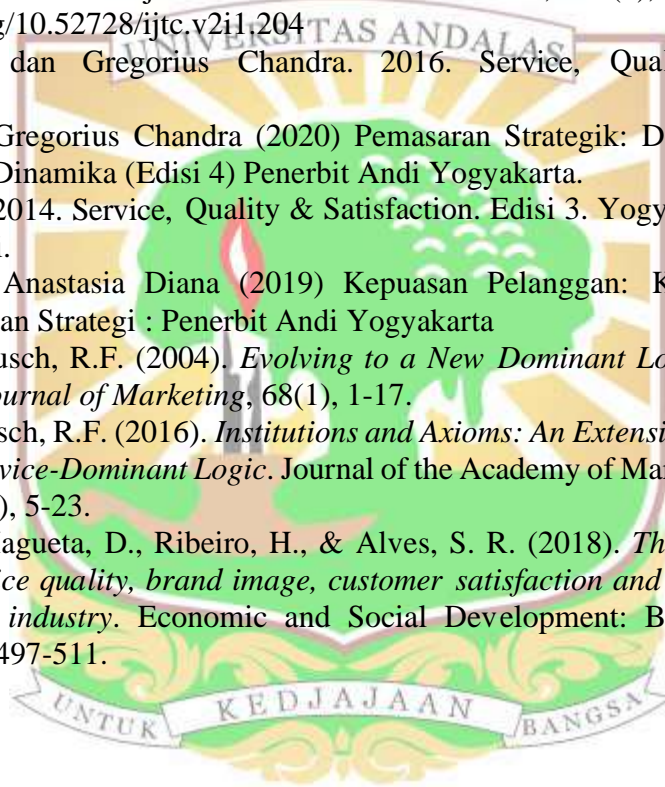 g/10.52728/ijtc.v2i1.204
UNIVERSITAS ANDALAS
dan Gregorius Chandra. 2016. Service, Qual
Gregorius Chandra (2020) Pemasaran Strategik: D
Dinamika (Edisi 4) Penerbit Andi Yogyakarta.
2014. Service, Quality & Satisfaction. Edisi 3. Yogy
Anastasia Diana (2019) Kepuasan Pelanggan: K
an Strategi : Penerbit Andi Yogyakarta
usch, R.F. (2004). Evolving to a New Dominant Lo
ournal of Marketing, 68(1), 1-17.
sch, R.F. (2016). Institutions and Axioms: An Extensi
vice-Dominant Logic. Journal of the Academy of Mar
), 5-23.
agueta, D., Ribeiro, H., & Alves, S. R. (2018). Th
ice quality, brand image, customer satisfaction and
industry. Economic and Social Development: B
497-511.
UNTUK KEDJAJAAN BANGSA